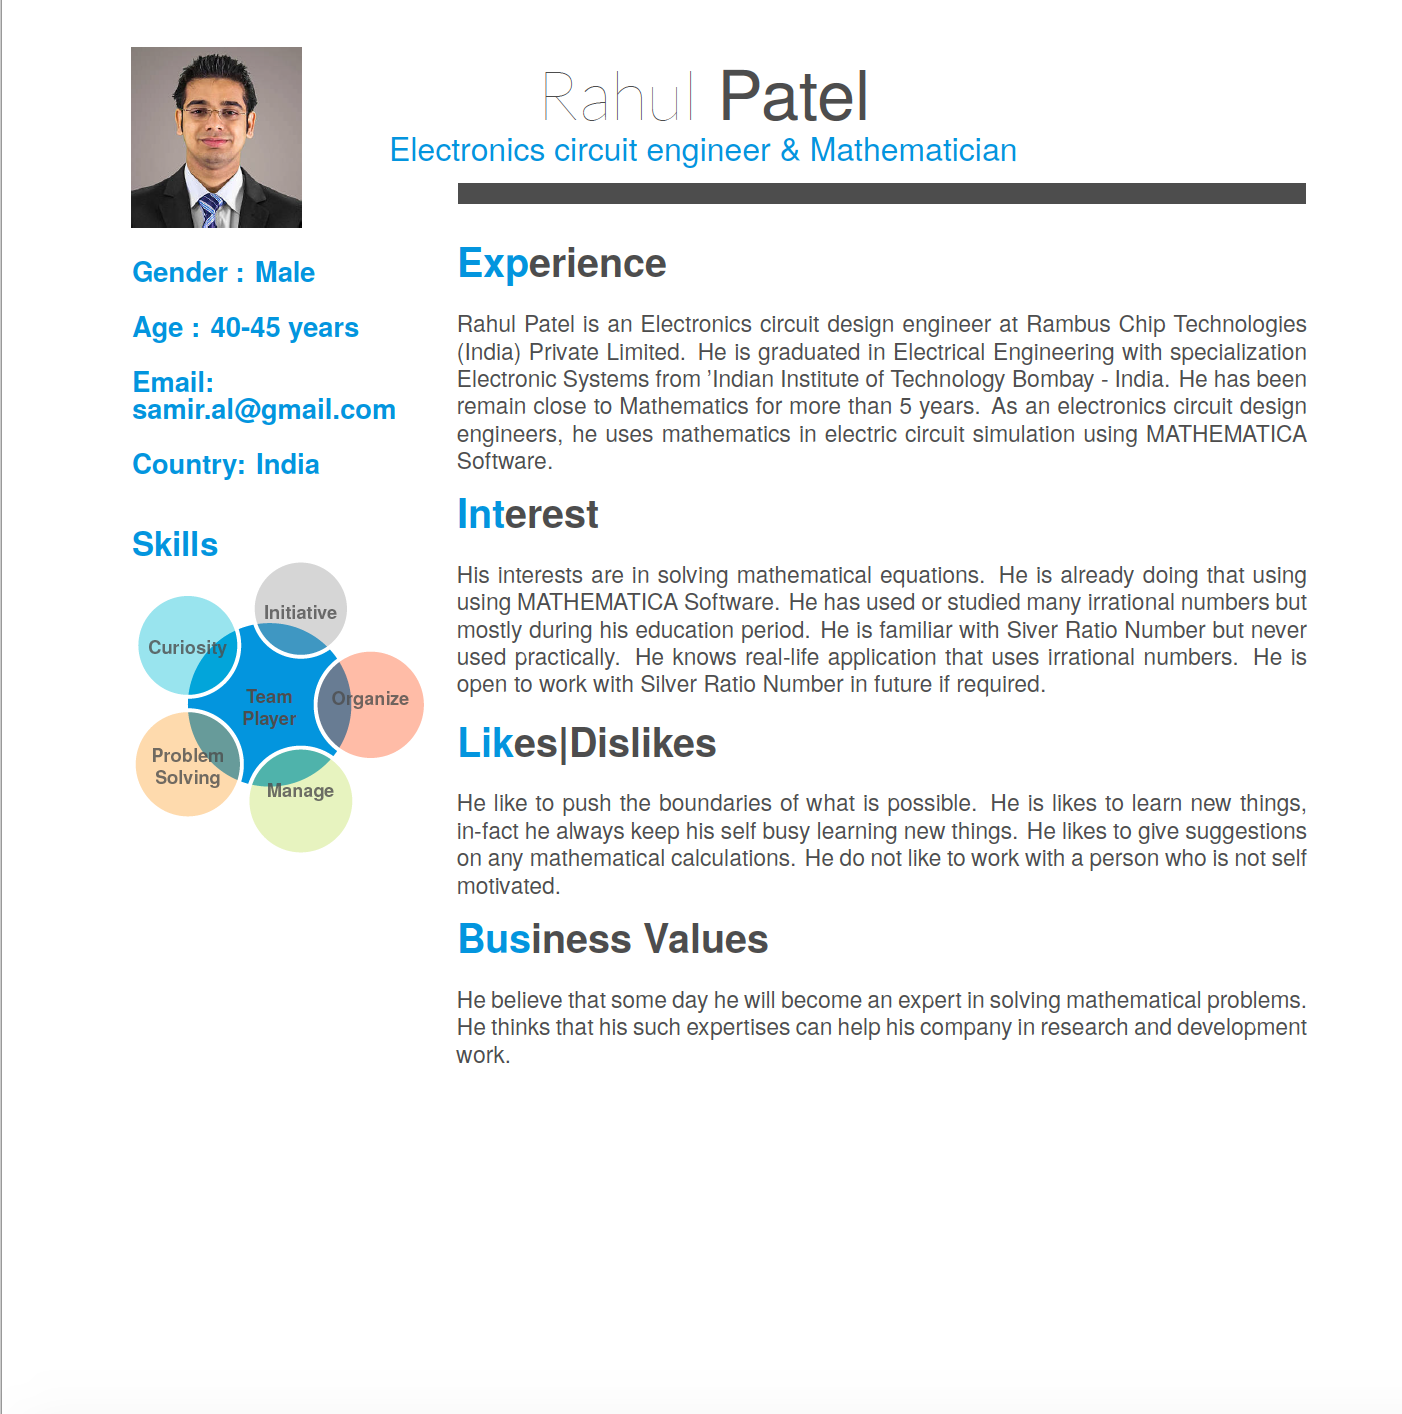 Rahul Patel
Electronics circuit engineer & Mathematician
Gender : Male
Age : 40-45 years
Email:
samir.al@gmail.com
Country: India
Skills
Initiative
Curiosity
Team
Player
Organize
Problem
Solving
Manage
Experience
Rahul Patel is an Electronics circuit design engineer at Rambus Chip Technologies
(India) Private Limited. He is graduated in Electrical Engineering with specialization
Electronic Systems from ’Indian Institute of Technology Bombay - India. He has been
remain close to Mathematics for more than 5 years. As an electronics circuit design
engineers, he uses mathematics in electric circuit simulation using MATHEMATICA
Software.
Interest
His interests are in solving mathematical equations. He is already doing that using
using MATHEMATICA Software. He has used or studied many irrational numbers but
mostly during his education period. He is familiar with Siver Ratio Number but never
used practically. He knows real-life application that uses irrational numbers. He is
open to work with Silver Ratio Number in future if required.
Likes|Dislikes
He like to push the boundaries of what is possible. He is likes to learn new things,
in-fact he always keep his self busy learning new things. He likes to give suggestions
on any mathematical calculations. He do not like to work with a person who is not self
motivated.
Business Values
He believe that some day he will become an expert in solving mathematical problems.
He thinks that his such expertises can help his company in research and development
work.